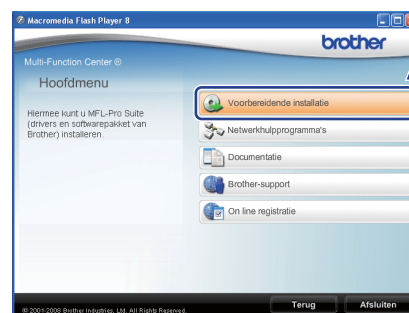 Macromedia Flash Player 8
brother
Multi-Function Center ®
Hoofdmenu
Hiermee kunt u MFL-Pro Suite
(drivers en softwarepakket van
Brother) installeren.
Voorbereidende installatie
Netwerkhulpprogramma's
Documentatie
Brother-support
On line registratie
© 2001-2008 Brother Industries, Ltd. All Rights Reserved.
Terug
Afsluiten